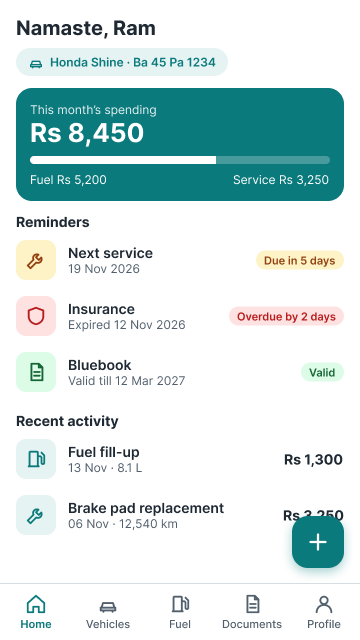 Namaste, Ram
Honda Shine · Ba 45 Pa 1234
This month's spending
Rs 8,450
Fuel Rs 5,200 Service Rs 3,250
Reminders
Next service
19 Nov 2026
Due in 5 days
Insurance
Expired 12 Nov 2026
Overdue by 2 days
Bluebook
Valid till 12 Mar 2027
Valid
Recent activity
Fuel fill-up
13 Nov · 8.1 L
Rs 1,300
Brake pad replacement
06 Nov · 12,540 km
Rs 3,250
Home Vehicles Fuel Documents Profile